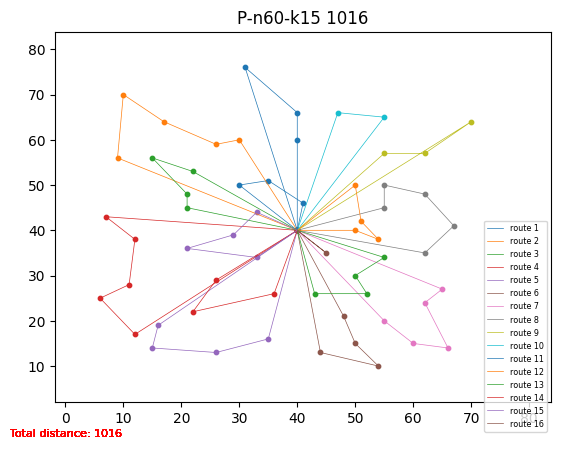 P-n60-k15 1016
80
70
60
50
40
30
20
10
0
10
20
30
40
50
60
70
80
route 1
route 2
route 3
route 4
route 5
route 6
route 7
route 8
route 9
route 10
route 11
route 12
route 13
route 14
route 15
route 16
Total distance: 1016